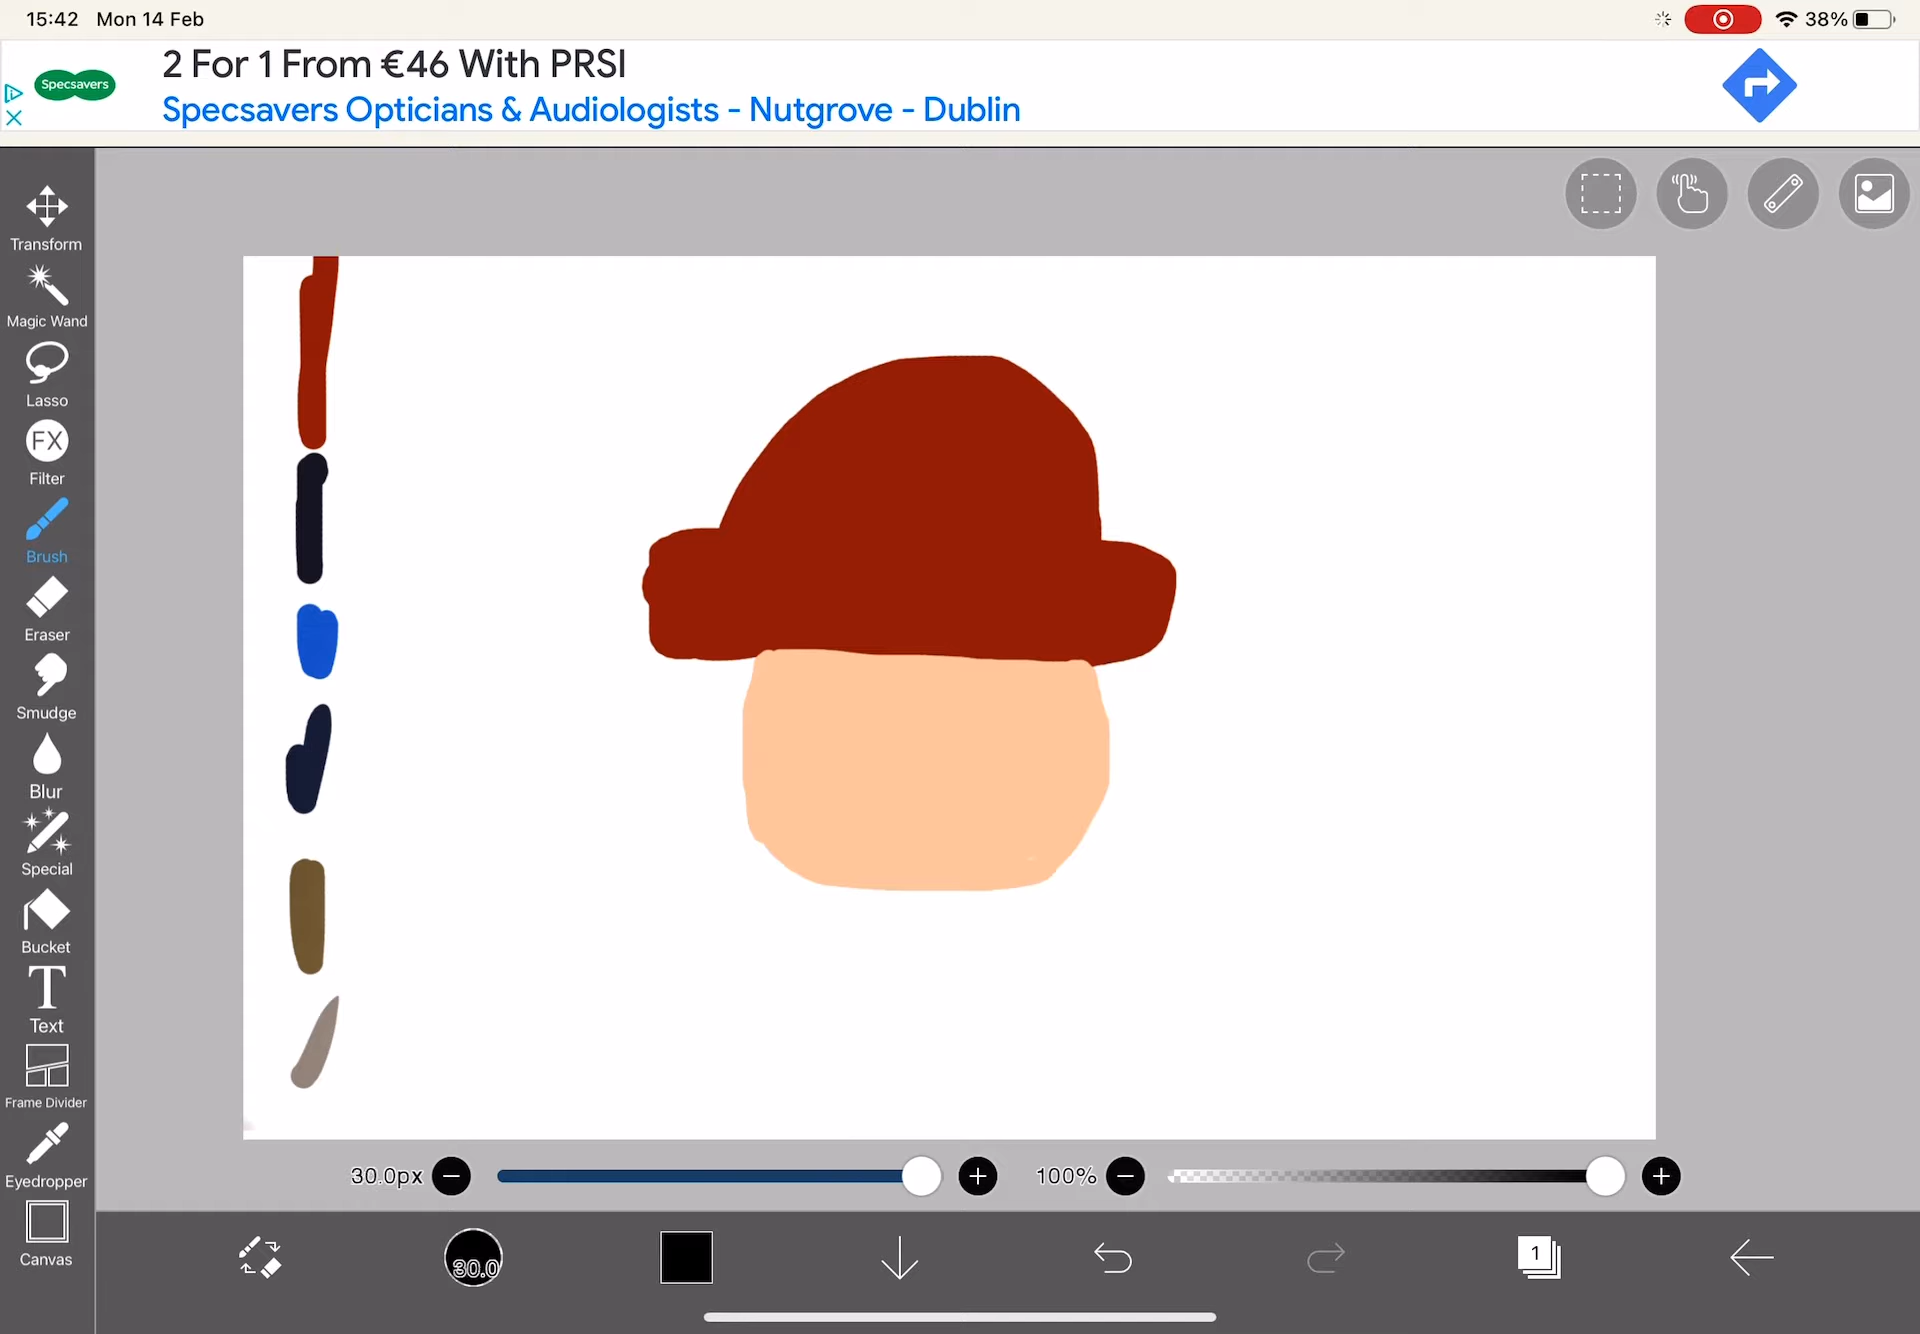 15:42 Mon 14 Feb
38%
Specsavers
2 For 1 From €46 With PRSI
Specsavers Opticians & Audiologists - Nutgrove - Dublin
Transform
Magic Wand
Lasso
FX
Filter
Brush
Eraser
Smudge
Blur
Special
Bucket
T
Text
Frame Divider
Eyedropper
Canvas
30.0px
100%
30.0
1